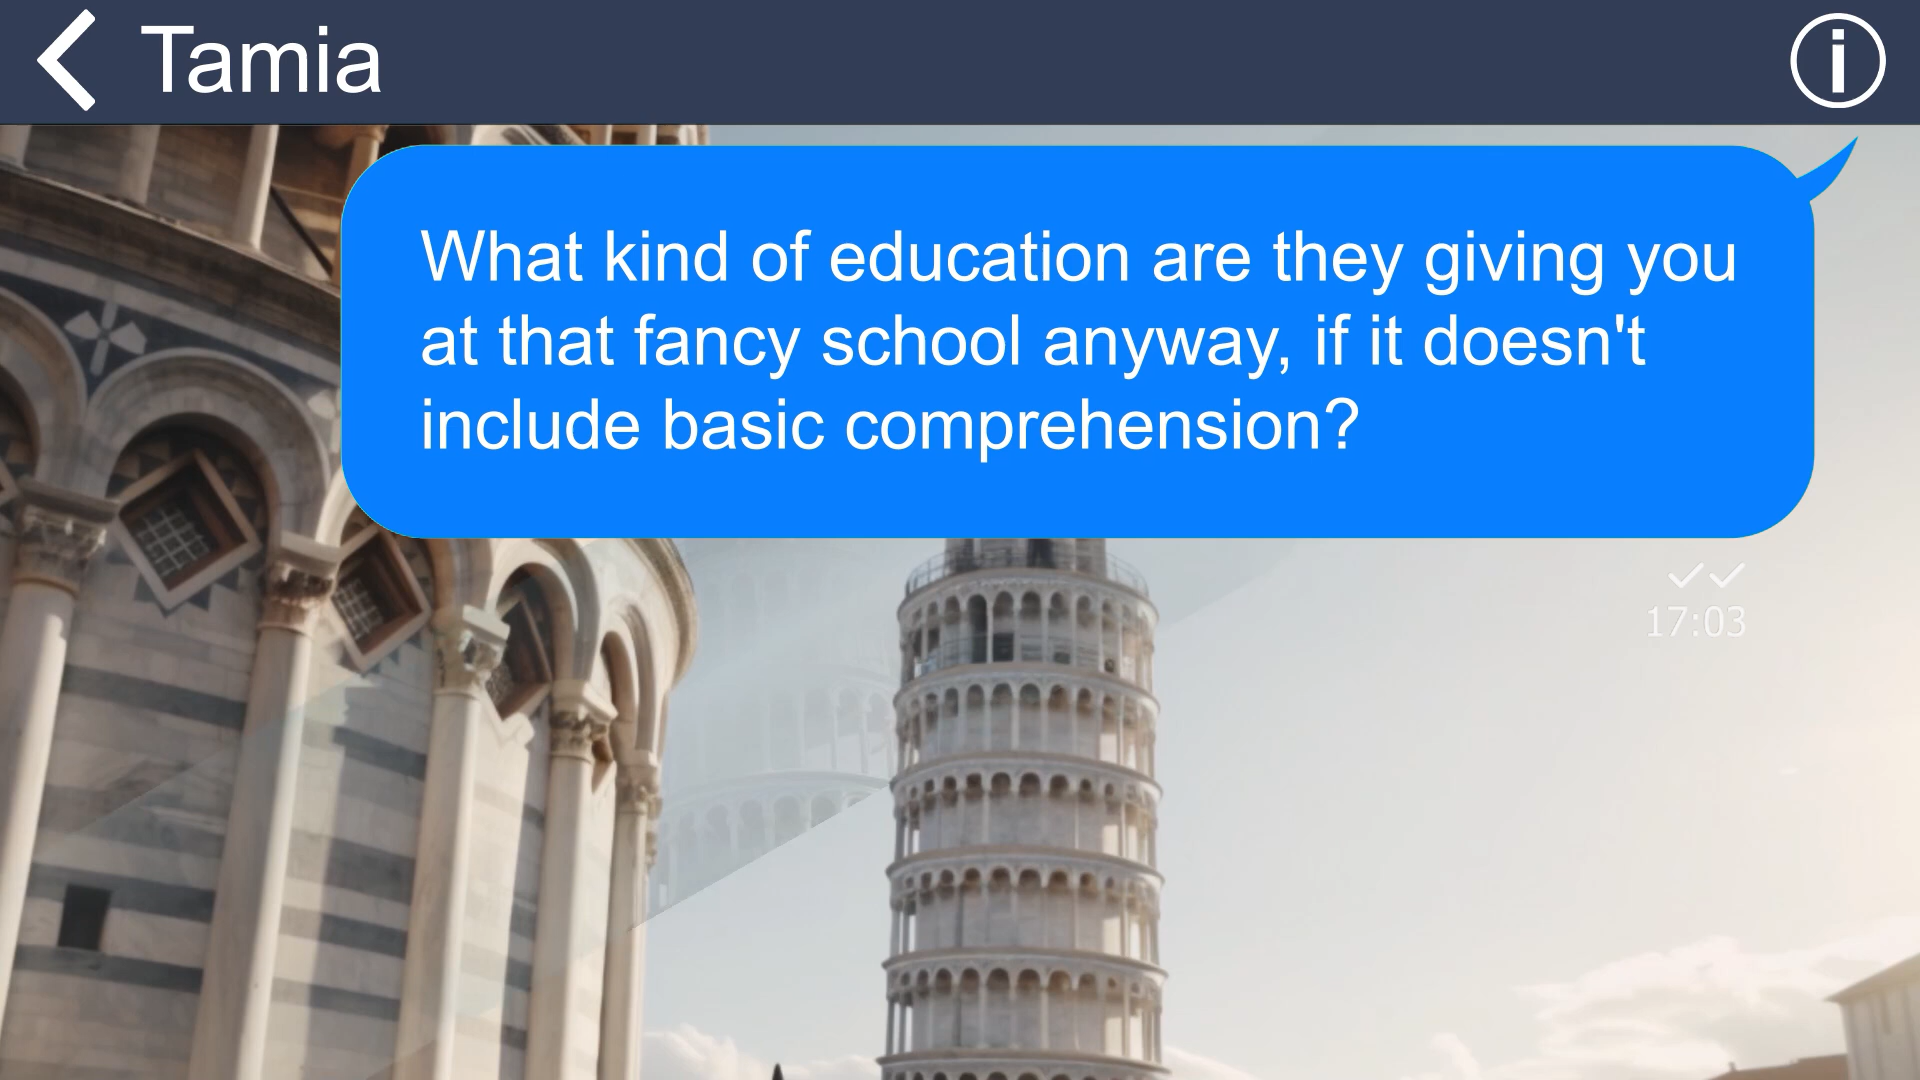 Tamia
What kind of education are they giving you
at that fancy school anyway, if it doesn't
include basic comprehension?
17:03